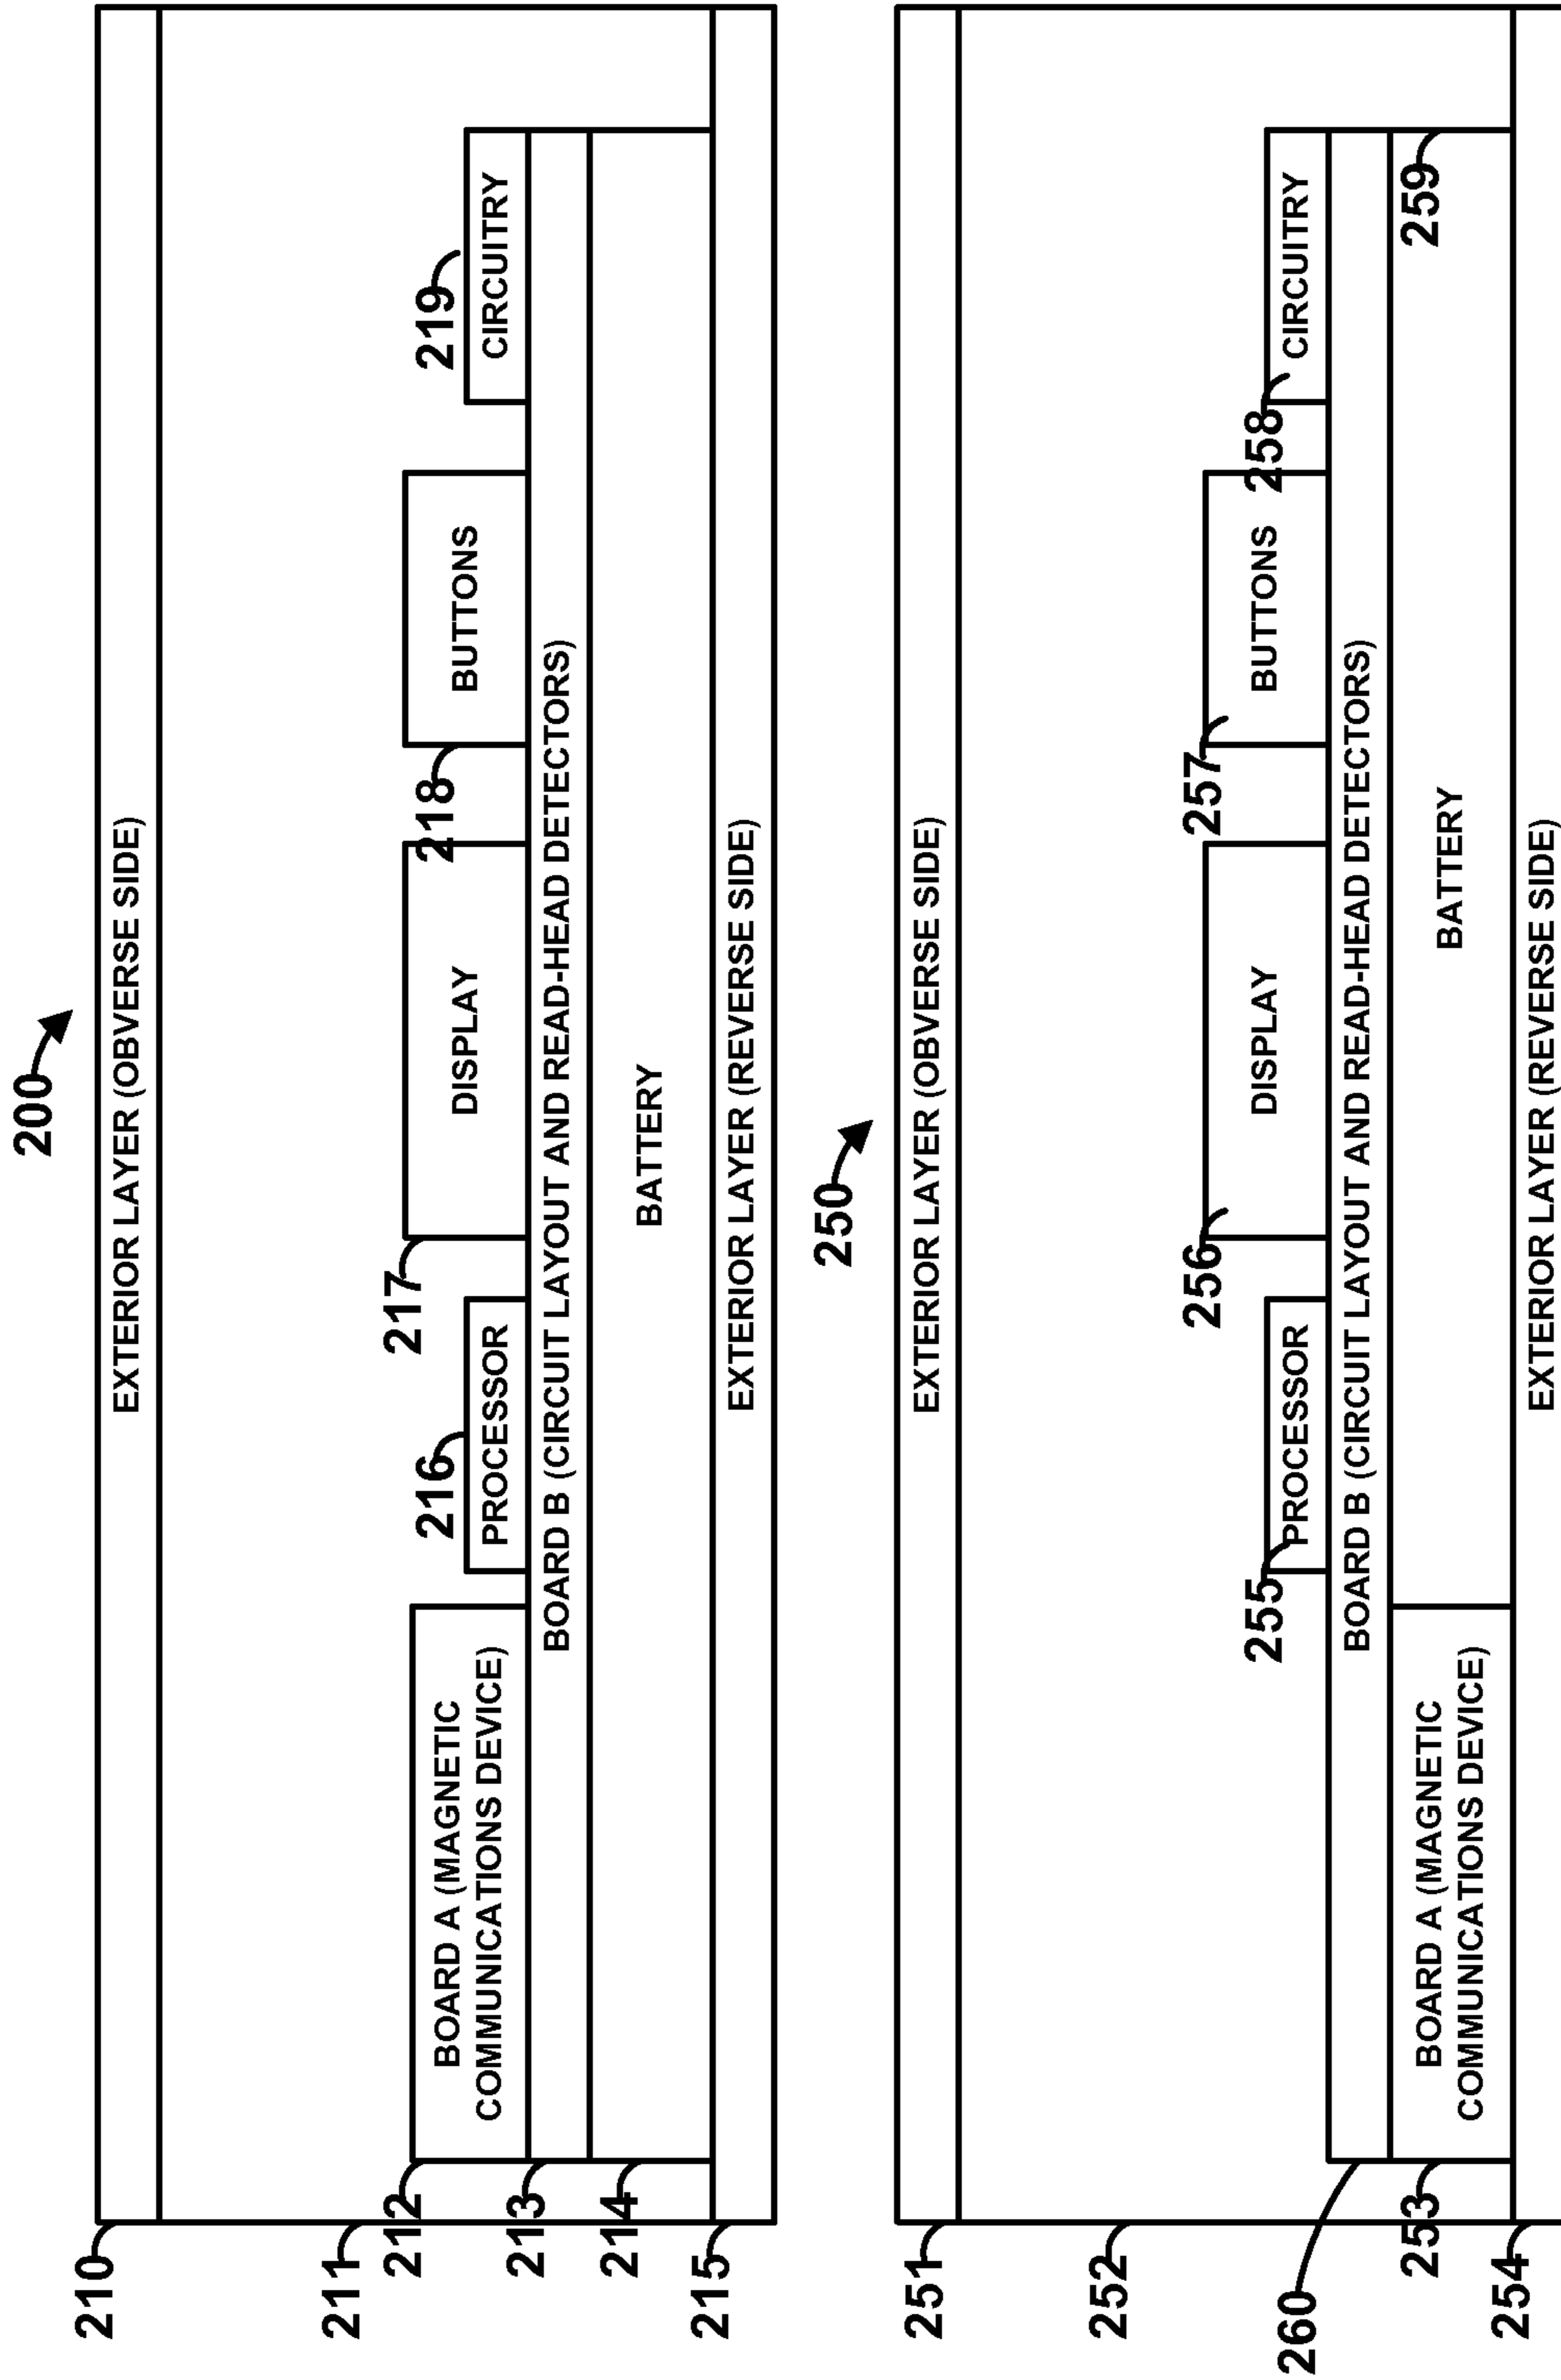 200
EXTERIOR LAYER (OBVERSE SIDE)
210
211
212
213
214
215
BOARD A (MAGNETIC
COMMUNICATIONS DEVICE)
216
PROCESSOR
217
DISPLAY
218
BUTTONS
219
CIRCUITRY
BOARD B (CIRCUIT LAYOUT AND READ-HEAD DETECTORS)
BATTERY
EXTERIOR LAYER (REVERSE SIDE)
250
EXTERIOR LAYER (OBVERSE SIDE)
251
252
260
253
254
255
PROCESSOR
256
DISPLAY
257
BUTTONS
258
CIRCUITRY
BOARD B (CIRCUIT LAYOUT AND READ-HEAD DETECTORS)
BOARD A (MAGNETIC
COMMUNICATIONS DEVICE)
BATTERY
259
EXTERIOR LAYER (REVERSE SIDE)